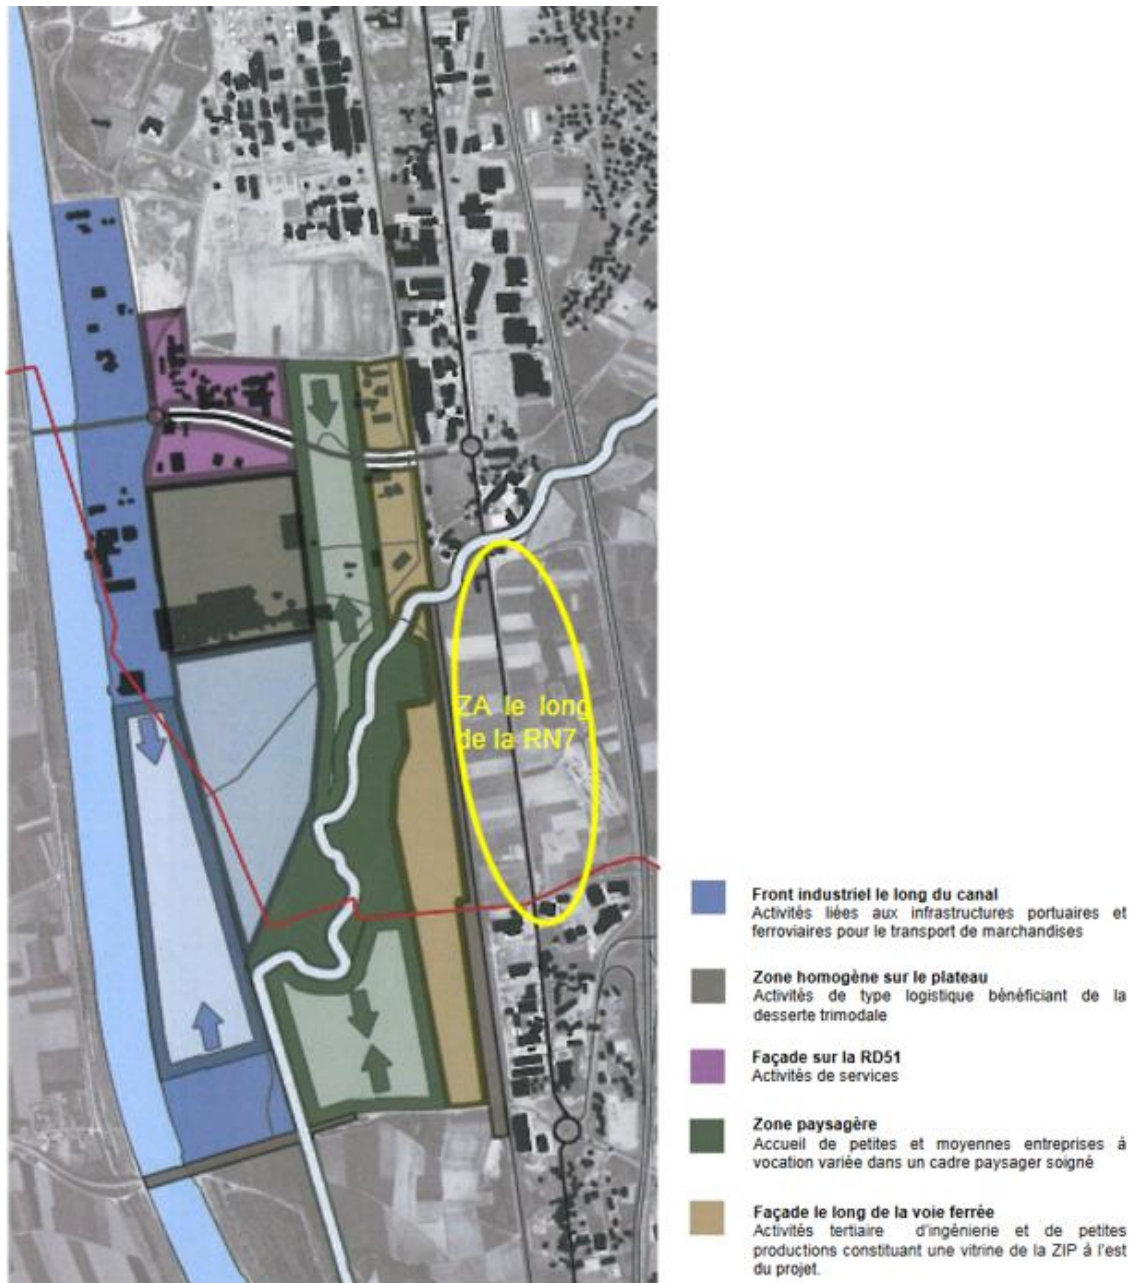 ZA le long
de la RN7
Front industriel le long du canal
Activités liées aux infrastructures portuaires et
ferroviaires pour le transport de marchandises
Zone homogène sur le plateau
Activités de type logistique bénéficiant de la
desserte trimodale
Façade sur la RD51
Activités de services
Zone paysagère
Accueil de petites et moyennes entreprises à
vocation variée dans un cadre paysager soigné
Façade le long de la voie ferrée
Activités tertiaire d'ingénierie et de petites
productions constituant une vitrine de la ZIP à l'est
du projet.